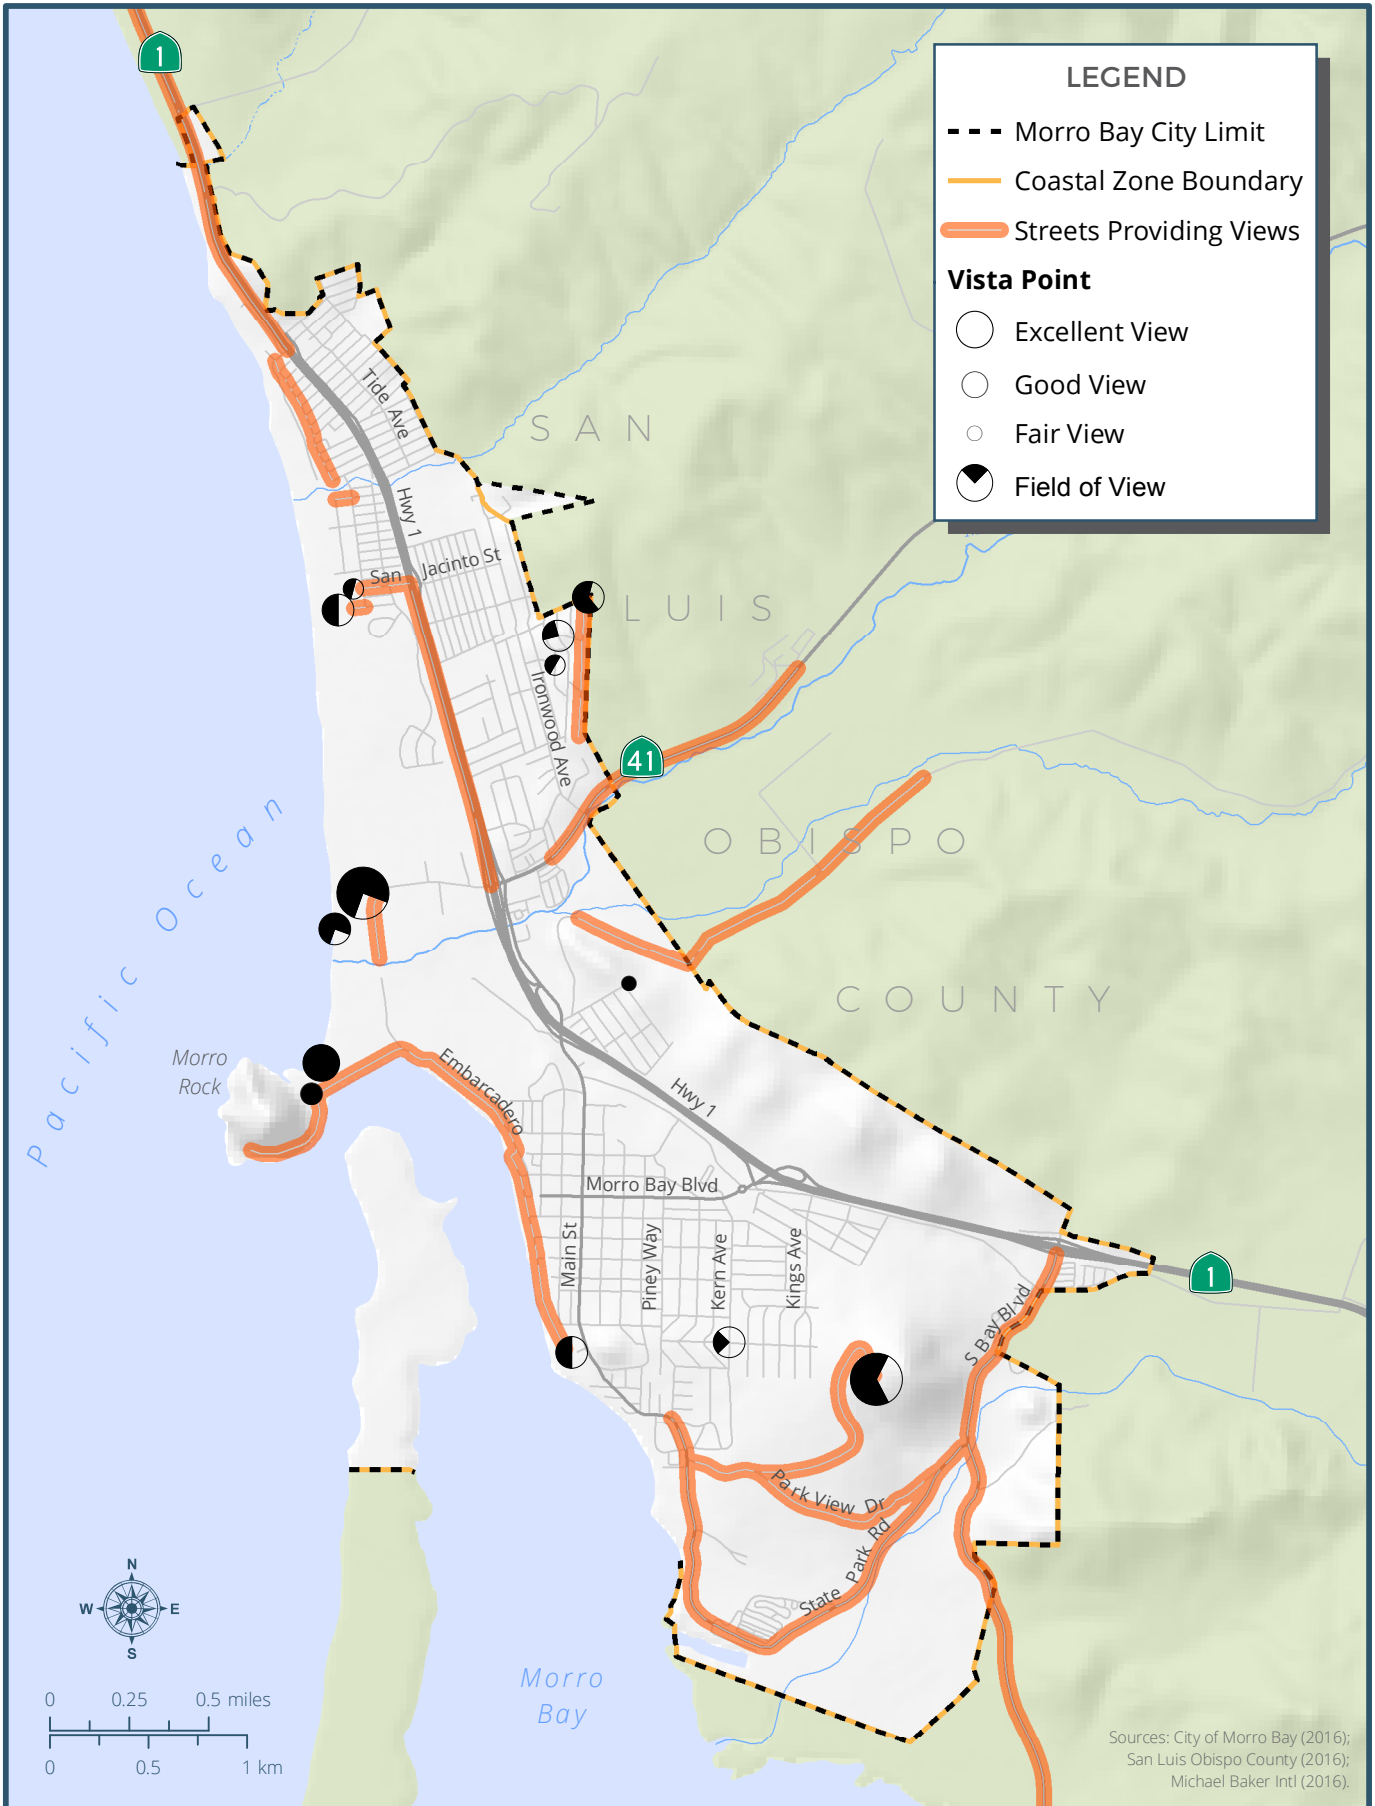 1
LEGEND
Morro Bay City Limit
Coastal Zone Boundary
Streets Providing Views
Vista Point
Excellent View
Good View
Fair View
Field of View
Tide Ave
SAN
Hwy 1
San Jacinto St
LUIS
Ironwood Ave
41
OBISPO
Pacific Ocean
COUNTY
Morro
Rock
Embarcadero
Hwy 1
Morro Bay Blvd
Main St
Piney Way
Kern Ave
Kings Ave
1
S Bay Blvd
Park View Dr
State Park Rd
N
W
E
S
Morro
Bay
0 0.25 0.5 miles
0 0.5 1 km
Sources: City of Morro Bay (2016);
San Luis Obispo County (2016);
Michael Baker Intl (2016).